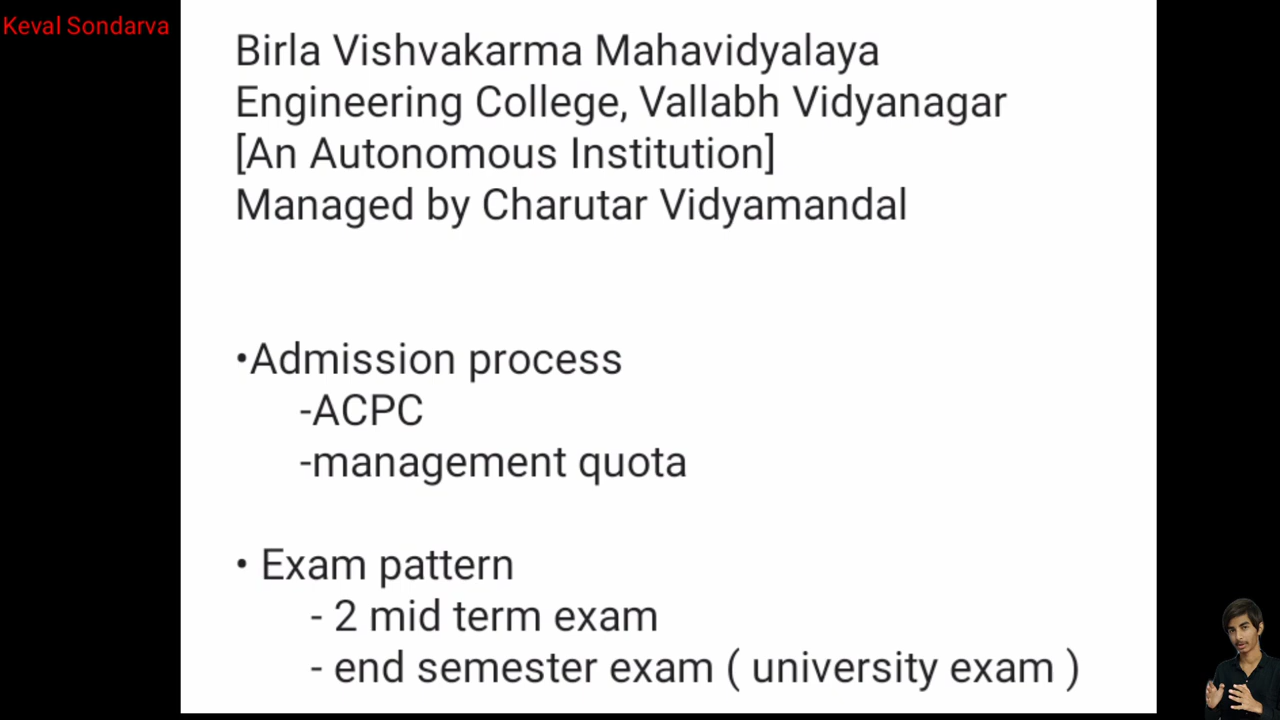 Keval Sondarva
Birla Vishvakarma Mahavidyalaya
Engineering College, Vallabh Vidyanagar
[An Autonomous Institution]
Managed by Charutar Vidyamandal
•Admission process
-ACPC
-management quota
• Exam pattern
- 2 mid term exam
- end semester exam ( university exam )